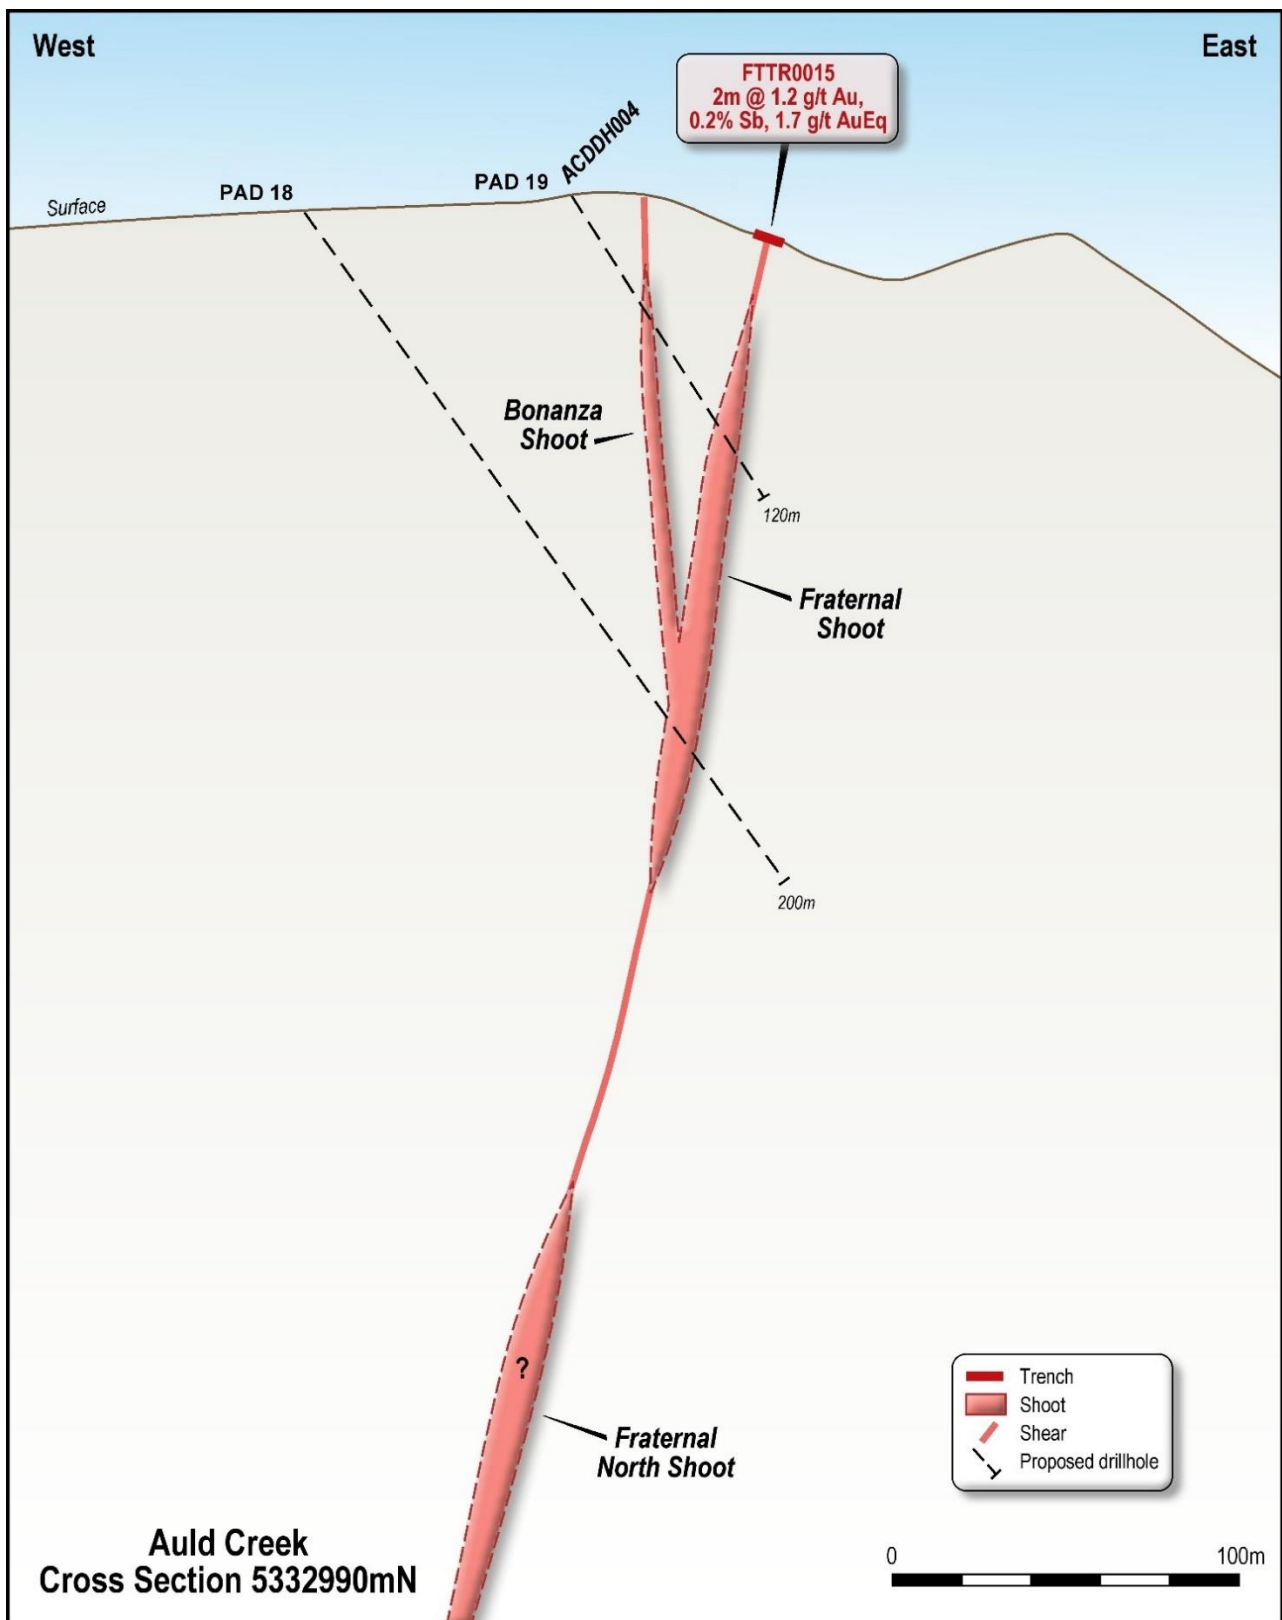 West
East
FTTR0015
2m @ 1.2 g/t Au,
0.2% Sb, 1.7 g/t AuEq
ACDDH004
PAD 19
PAD 18
Surface
Bonanza
Shoot
120m
Fraternal
Shoot
200m
?
Fraternal
North Shoot
Trench
Shoot
Shear
Proposed drillhole
Auld Creek
Cross Section 5332990mN
0
100m